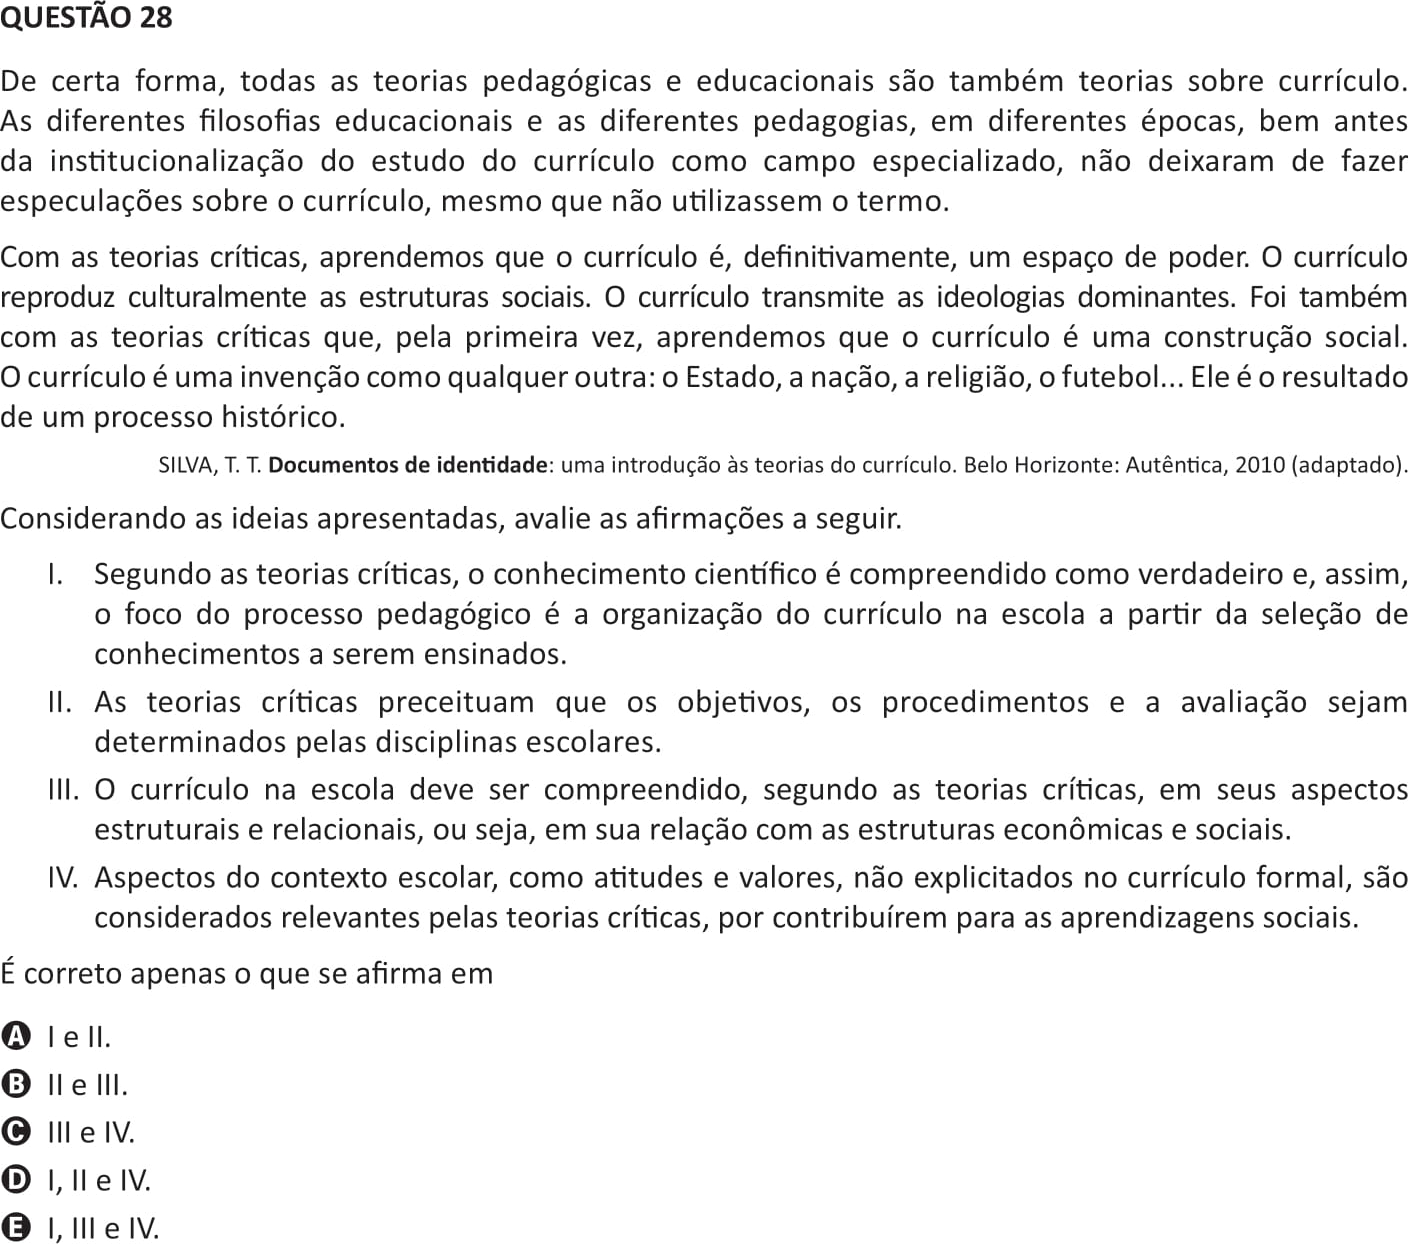 QUESTÃO 28
De certa forma, todas as teorias pedagógicas e educacionais são também teorias sobre currículo.
As diferentes filosofias educacionais e as diferentes pedagogias, em diferentes épocas, bem antes
da institucionalização do estudo do currículo como campo especializado, não deixaram de fazer
especulações sobre o currículo, mesmo que não utilizassem o termo.
Com as teorias críticas, aprendemos que o currículo é, definitivamente, um espaço de poder. O currículo
reproduz culturalmente as estruturas sociais. O currículo transmite as ideologias dominantes. Foi também
com as teorias críticas que, pela primeira vez, aprendemos que o currículo é uma construção social.
O currículo é uma invenção como qualquer outra: o Estado, a nação, a religião, o futebol... Ele é o resultado
de um processo histórico.
SILVA, T. T. Documentos de identidade: uma introdução às teorias do currículo. Belo Horizonte: Autêntica, 2010 (adaptado).
Considerando as ideias apresentadas, avalie as afirmações a seguir.
I. Segundo as teorias críticas, o conhecimento científico é compreendido como verdadeiro e, assim,
o foco do processo pedagógico é a organização do currículo na escola a partir da seleção de
conhecimentos a serem ensinados.
II. As teorias críticas preceituam que os objetivos, os procedimentos e a avaliação sejam
determinados pelas disciplinas escolares.
III. O currículo na escola deve ser compreendido, segundo as teorias críticas, em seus aspectos
estruturais e relacionais, ou seja, em sua relação com as estruturas econômicas e sociais.
IV. Aspectos do contexto escolar, como atitudes e valores, não explicitados no currículo formal, são
considerados relevantes pelas teorias críticas, por contribuírem para as aprendizagens sociais.
É correto apenas o que se afirma em
A I e II.
B II e III.
C III e IV.
D I, II e IV.
E I, III e IV.